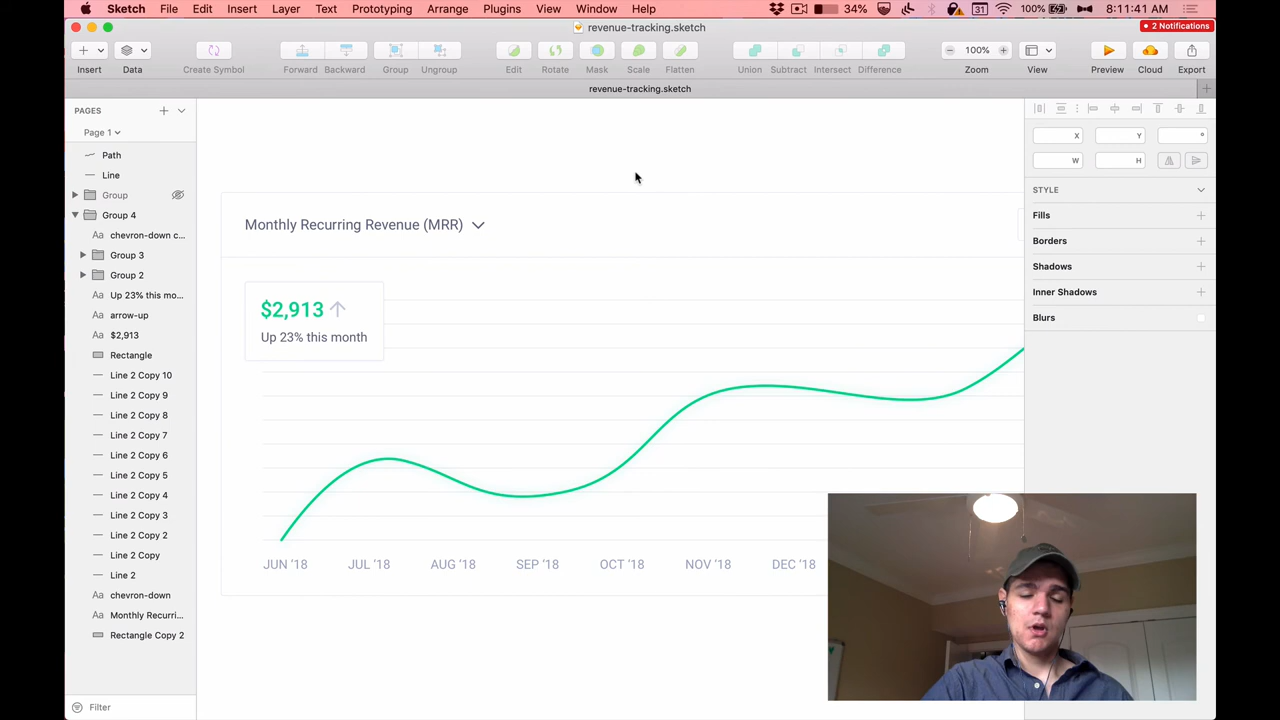 Sketch File Edit Insert Layer Text Prototyping Arrange Plugins View Window Help 34% 31 100% 8:11:41 AM
revenue-tracking.sketch
2 Notifications
100%
Insert Data Create Symbol Forward Backward Group Ungroup Edit Rotate Mask Scale Flatten Union Subtract Intersect Difference Zoom View Preview Cloud Export
revenue-tracking.sketch
PAGES
Page 1
Path
Line
Group
Group 4
chevron-down c...
Group 3
Group 2
Up 23% this mo...
arrow-up
$2,913
Rectangle
Line 2 Copy 10
Line 2 Copy 9
Line 2 Copy 8
Line 2 Copy 7
Line 2 Copy 6
Line 2 Copy 5
Line 2 Copy 4
Line 2 Copy 3
Line 2 Copy 2
Line 2 Copy
Line 2
chevron-down
Monthly Recurri...
Rectangle Copy 2
Filter
Monthly Recurring Revenue (MRR)
$2,913
Up 23% this month
JUN '18 JUL '18 AUG '18 SEP '18 OCT '18 NOV '18 DEC '18
X Y °
W H
STYLE
Fills
Borders
Shadows
Inner Shadows
Blurs